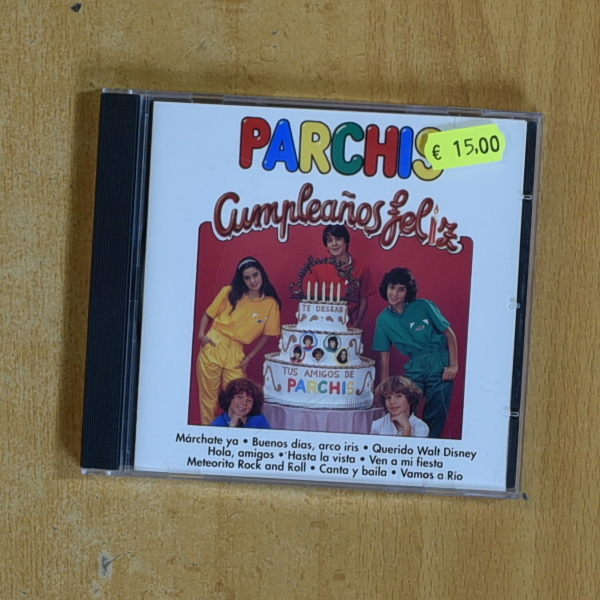 PARCHIS
€ 15,00
Cumpleaños feliz
TE DESEAN
TUS AMIGOS DE
PARCHIS
Márchate ya • Buenos días, arco iris • Querido Walt Disney
Hola, amigos • Hasta la vista • Ven a mi fiesta
Meteorito Rock and Roll • Canta y baila • Vamos a Río